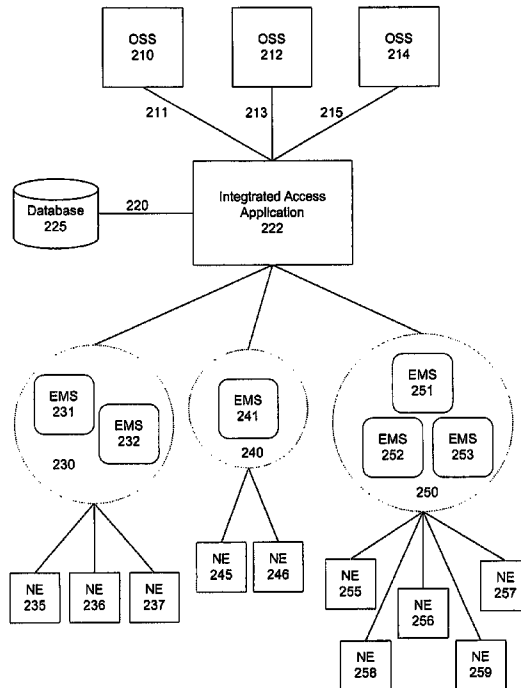 OSS
210
OSS
212
OSS
214
211
213
215
Integtrated Access
Application
222
Database
225
220
EMS
231
EMS
232
230
EMS
241
240
EMS
251
EMS
252
EMS
253
250
NE
235
NE
236
NE
237
NE
245
NE
246
NE
255
NE
256
NE
257
NE
258
NE
259